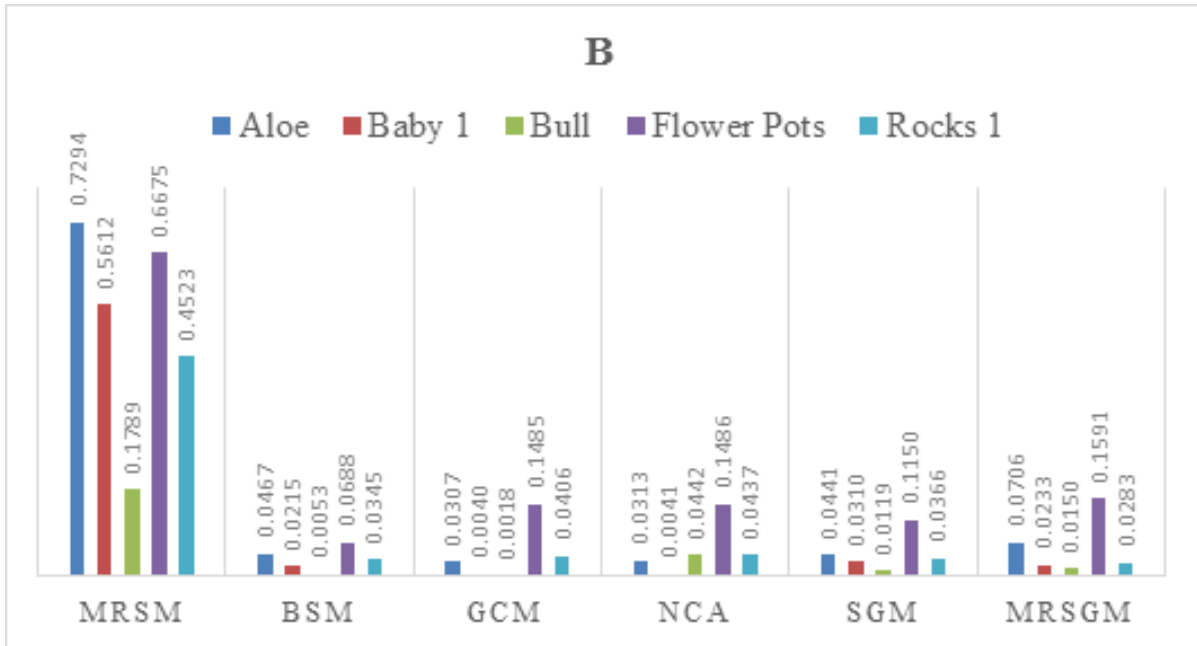 B
Aloe Baby 1 Bull Flower Pots Rocks 1
0.7294 0.5612 0.1789 0.6675 0.4523
0.0467 0.0215 0.0053 0.0688 0.0345
0.0307 0.0040 0.0018 0.1485 0.0406
0.0313 0.0041 0.0442 0.1486 0.0437
0.0441 0.0310 0.0119 0.1150 0.0366
0.0706 0.0233 0.0150 0.1591 0.0283
MRSM BSM GCM NCA SGM MRSGM